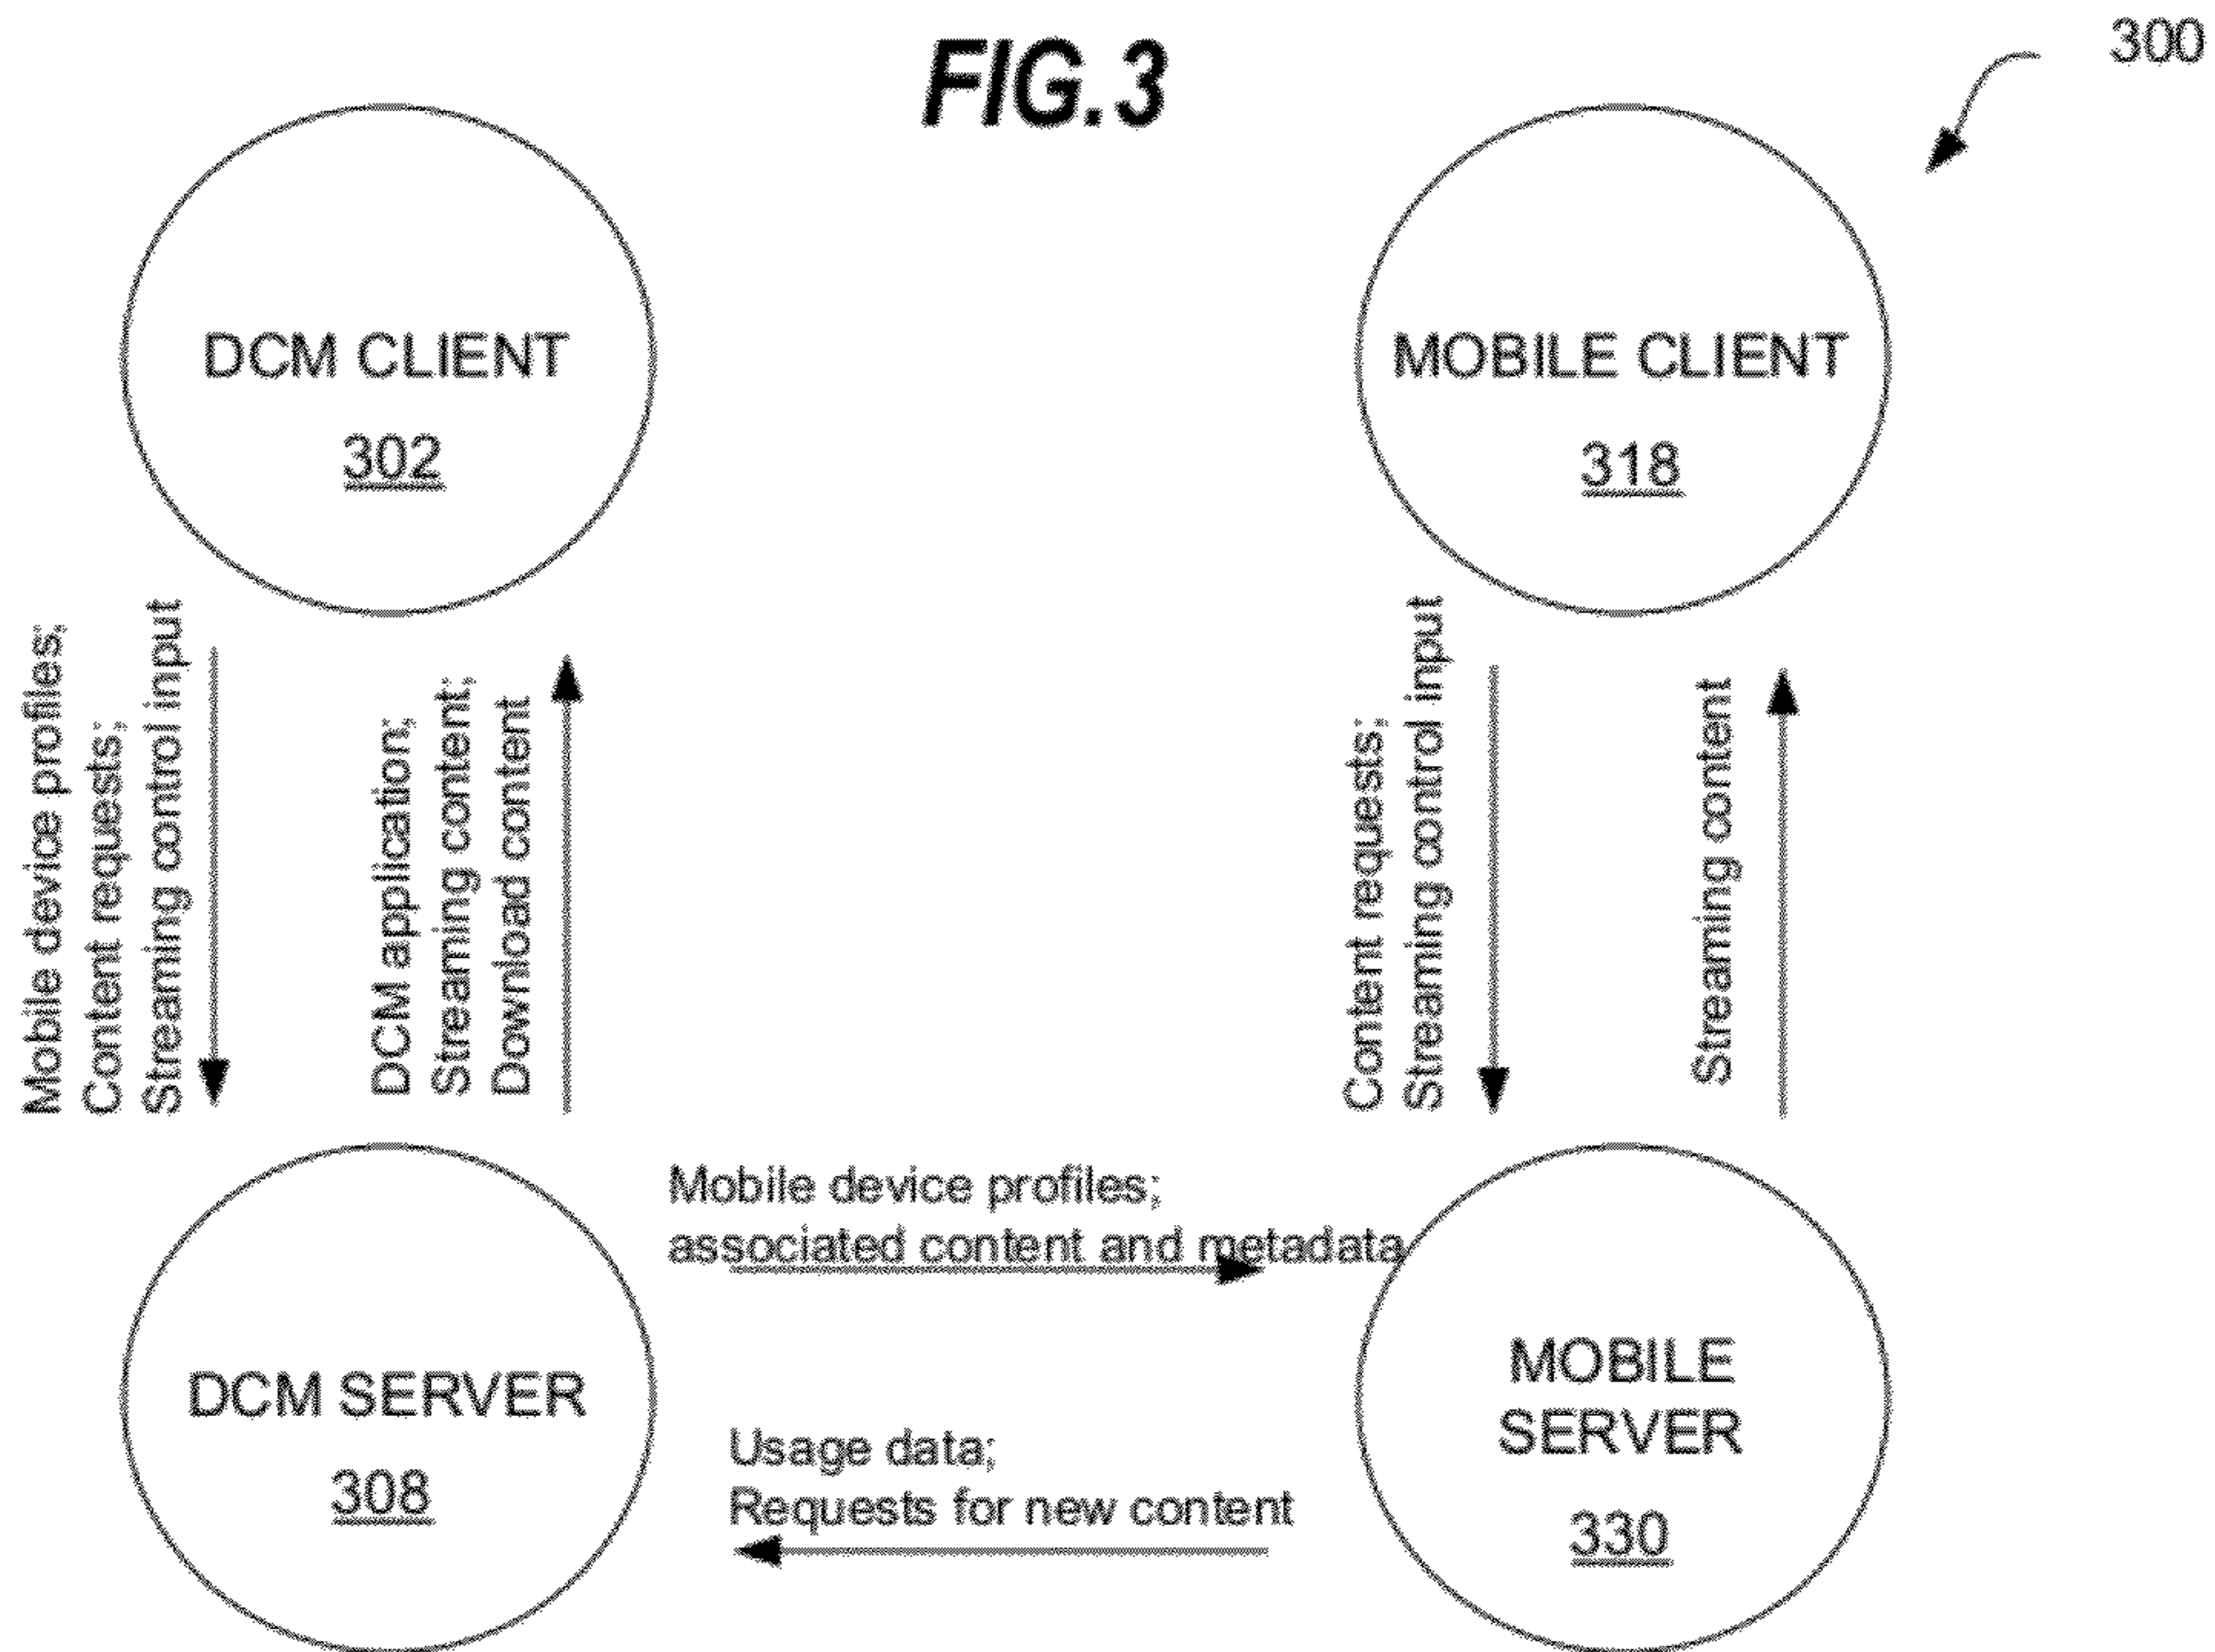 FIG.3
300
DCM CLIENT
302
MOBILE CLIENT
318
Mobile device profiles;
Content requests;
Streaming control input
DCM application;
Streaming content;
Download content
Content requests;
Streaming control input
Streaming content
Mobile device profiles;
associated content and metadata
DCM SERVER
308
Usage data;
Requests for new content
MOBILE
SERVER
330